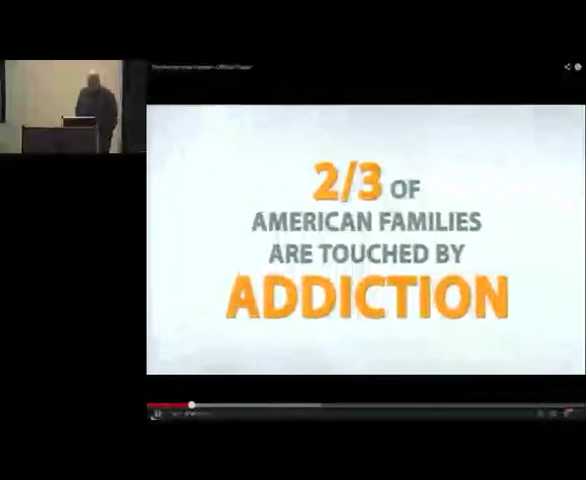 2/3 OF
AMERICAN FAMILIES
ARE TOUCHED BY
ADDICTION